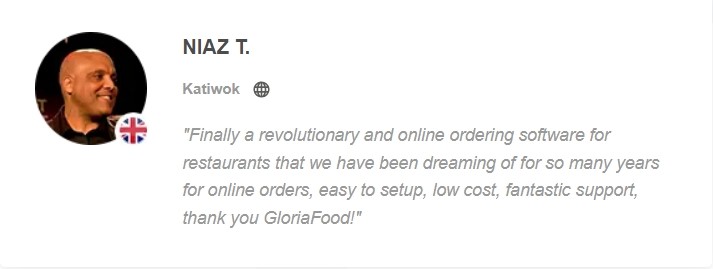 NIAZ T.
Katiwok
"Finally a revolutionary and online ordering software for
restaurants that we have been dreaming of for so many years
for online orders, easy to setup, low cost, fantastic support,
thank you GloriaFood!"